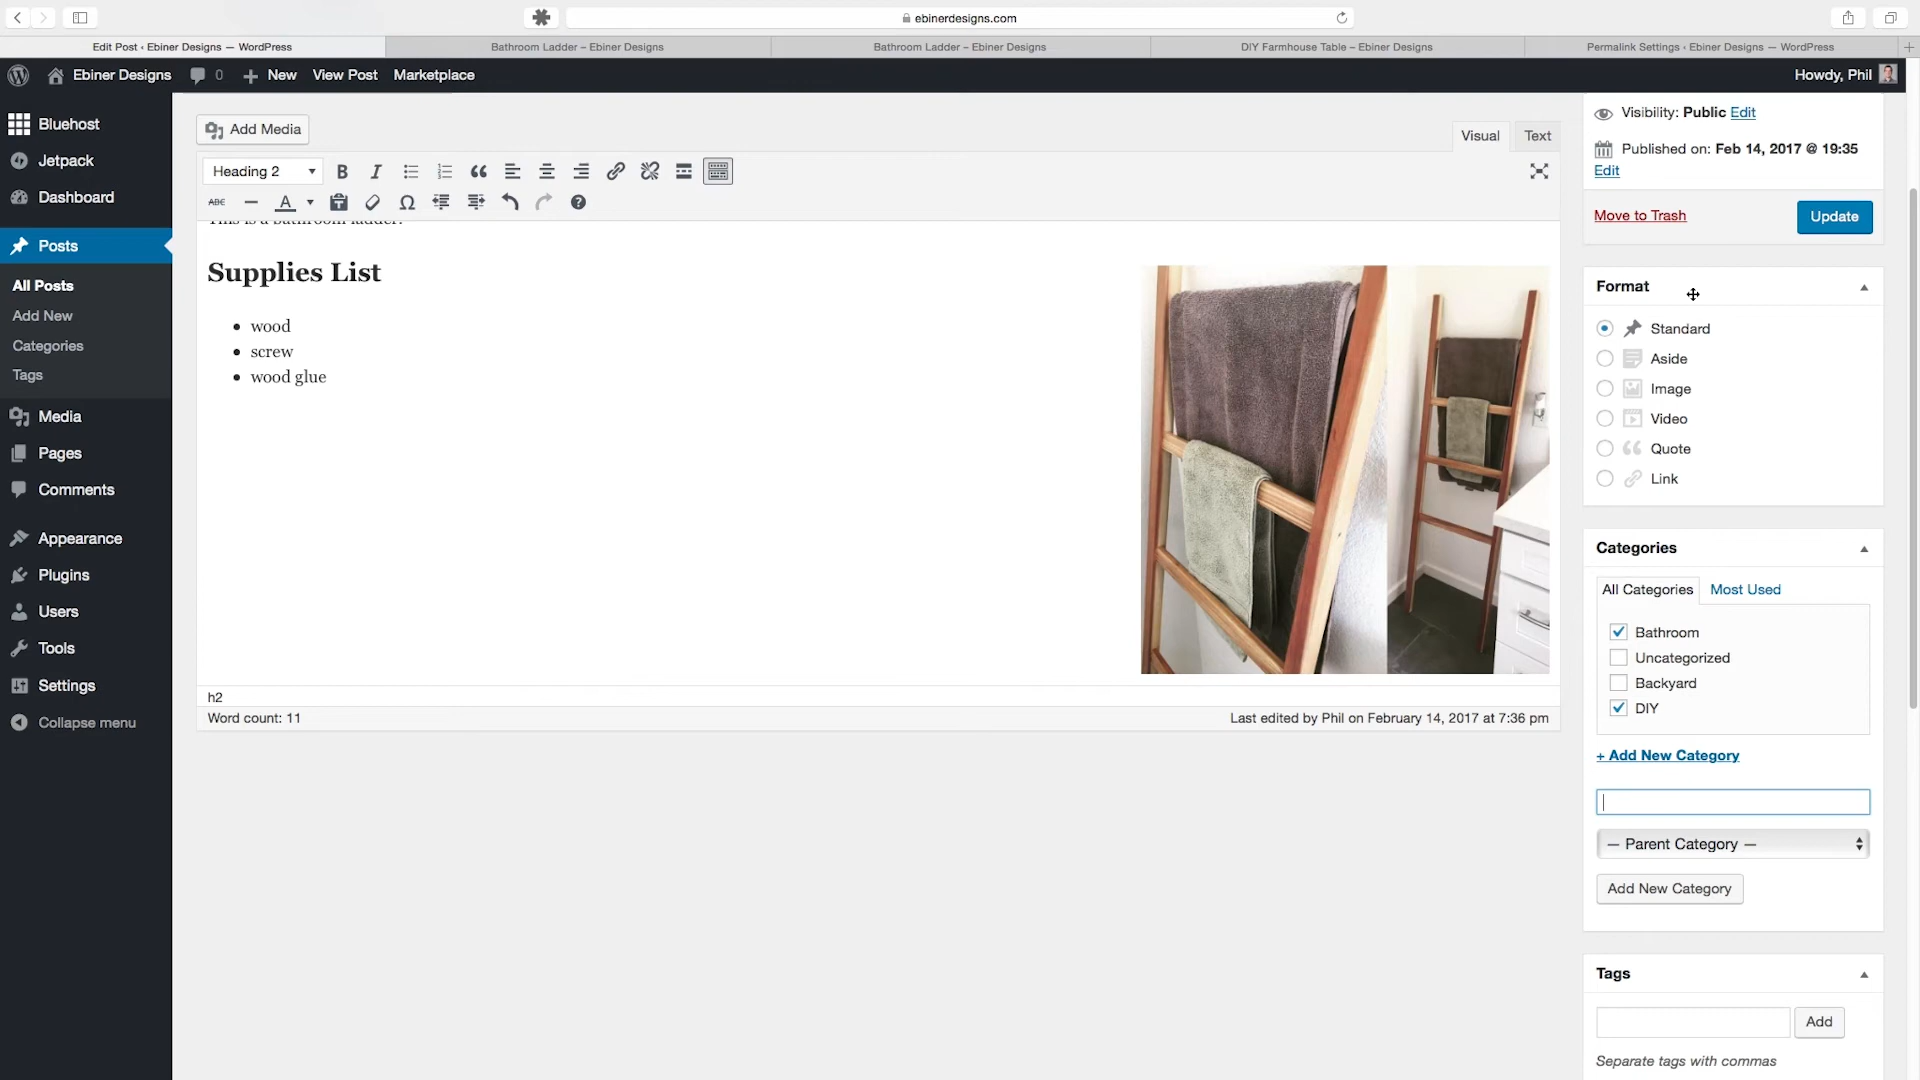 ebinerdesigns.com
Edit Post ‹ Ebiner Designs — WordPress
Bathroom Ladder – Ebiner Designs
Bathroom Ladder – Ebiner Designs
DIY Farmhouse Table – Ebiner Designs
Permalink Settings ‹ Ebiner Designs — WordPress
Ebiner Designs
0
New
View Post
Marketplace
Howdy, Phil
Bluehost
Jetpack
Dashboard
Posts
All Posts
Add New
Categories
Tags
Media
Pages
Comments
Appearance
Plugins
Users
Tools
Settings
Collapse menu
Add Media
Visual
Text
Heading 2
B I
ABC A
This is a bathroom ladder.
Supplies List
• wood
• screw
• wood glue
h2
Word count: 11
Last edited by Phil on February 14, 2017 at 7:36 pm
Visibility: Public Edit
Published on: Feb 14, 2017 @ 19:35
Edit
Move to Trash
Update
Format
Standard
Aside
Image
Video
Quote
Link
Categories
All Categories
Most Used
Bathroom
Uncategorized
Backyard
DIY
+ Add New Category
— Parent Category —
Add New Category
Tags
Add
Separate tags with commas